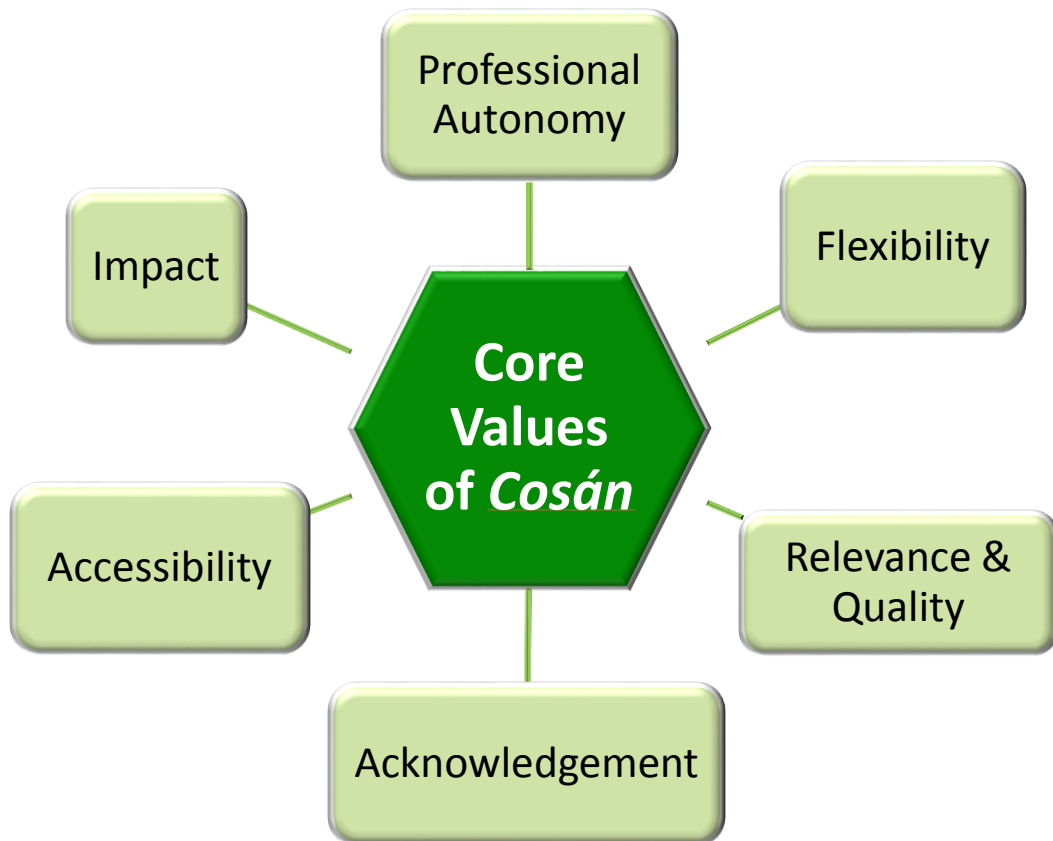 Professional
Autonomy
Impact
Flexibility
Core
Values
of Cosán
Accessibility
Relevance &
Quality
Acknowledgement